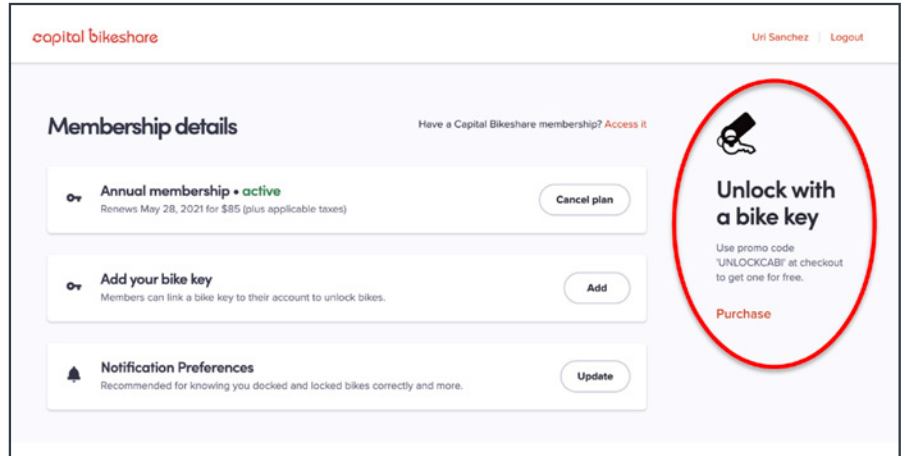 capital bikeshare
Uri Sanchez | Logout
Membership details
Have a Capital Bikeshare membership? Access it
Annual membership • active
Renews May 28, 2021 for $85 (plus applicable taxes)
Cancel plan
Add your bike key
Members can link a bike key to their account to unlock bikes.
Add
Notification Preferences
Recommended for knowing you docked and locked bikes correctly and more.
Update
Unlock with
a bike key
Use promo code
'UNLOCKCABI' at checkout
to get one for free.
Purchase